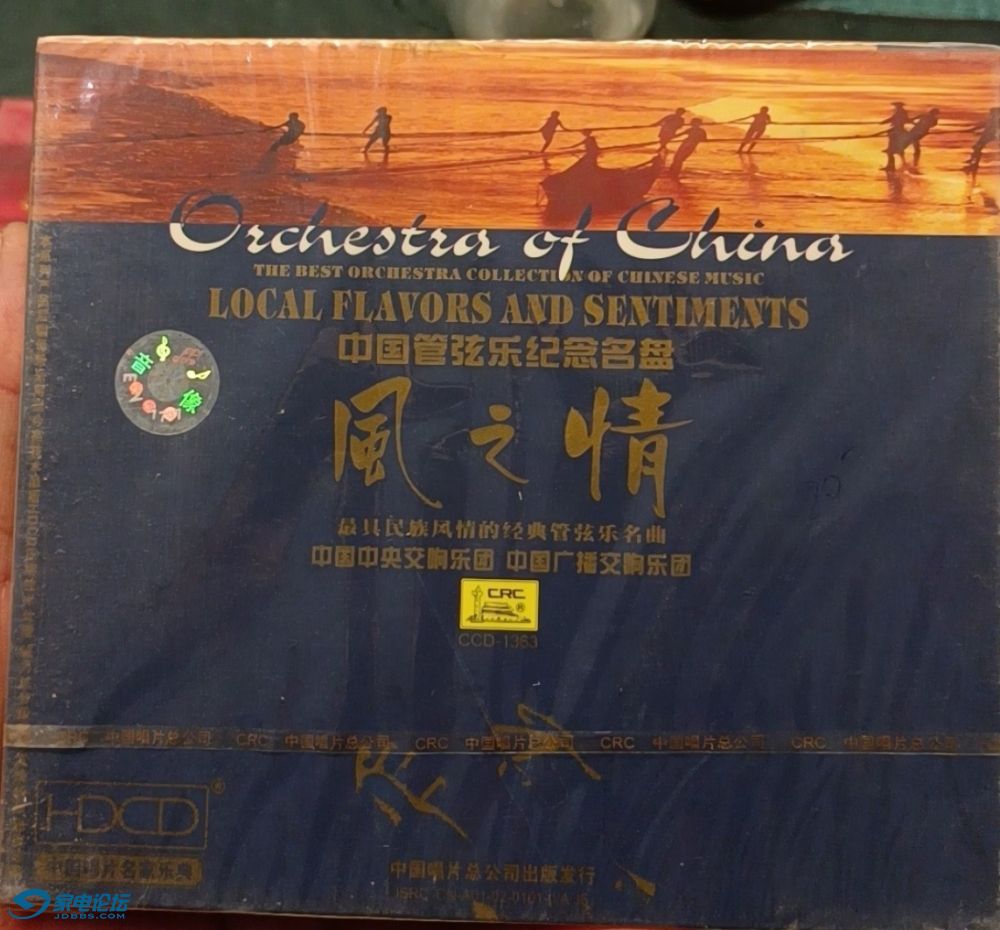 Orchestra of China
THE BEST ORCHESTRA COLLECTION OF CHINESE MUSIC
LOCAL FLAVORS AND SENTIMENTS
中国管弦乐纪念名盘
音像
風之情
最具民族风情的经典管弦乐名曲
中国中央交响乐团 中国广播交响乐团
CRC
®
CCD-1363
CRC 中国唱片总公司 CRC 中国唱片总公司 CRC 中国唱片总公司 CRC 中国唱片总公司 CRC 中国唱片总公司
HDCD®
中国唱片名家乐典
中国唱片总公司出版发行
家电论坛
JDBBS.COM